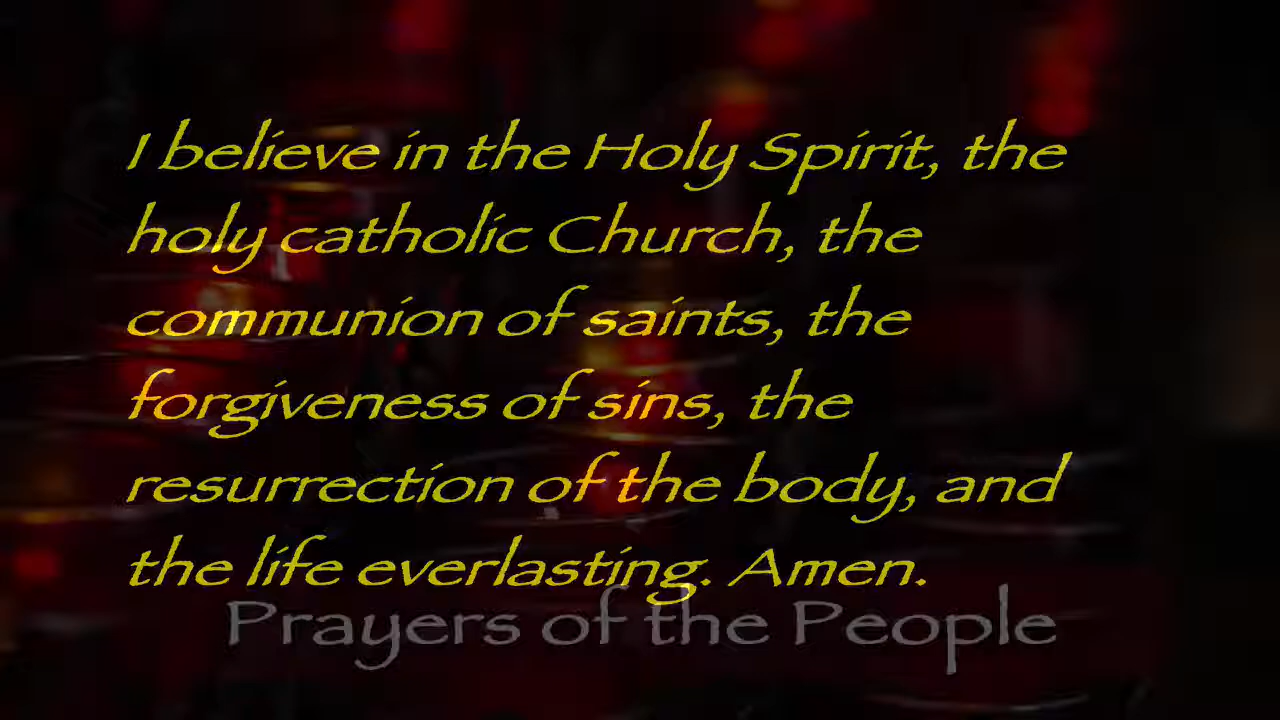 I believe in the Holy Spirit, the
holy catholic Church, the
communion of saints, the
forgiveness of sins, the
resurrection of the body, and
the life everlasting. Amen.
Prayers of the People